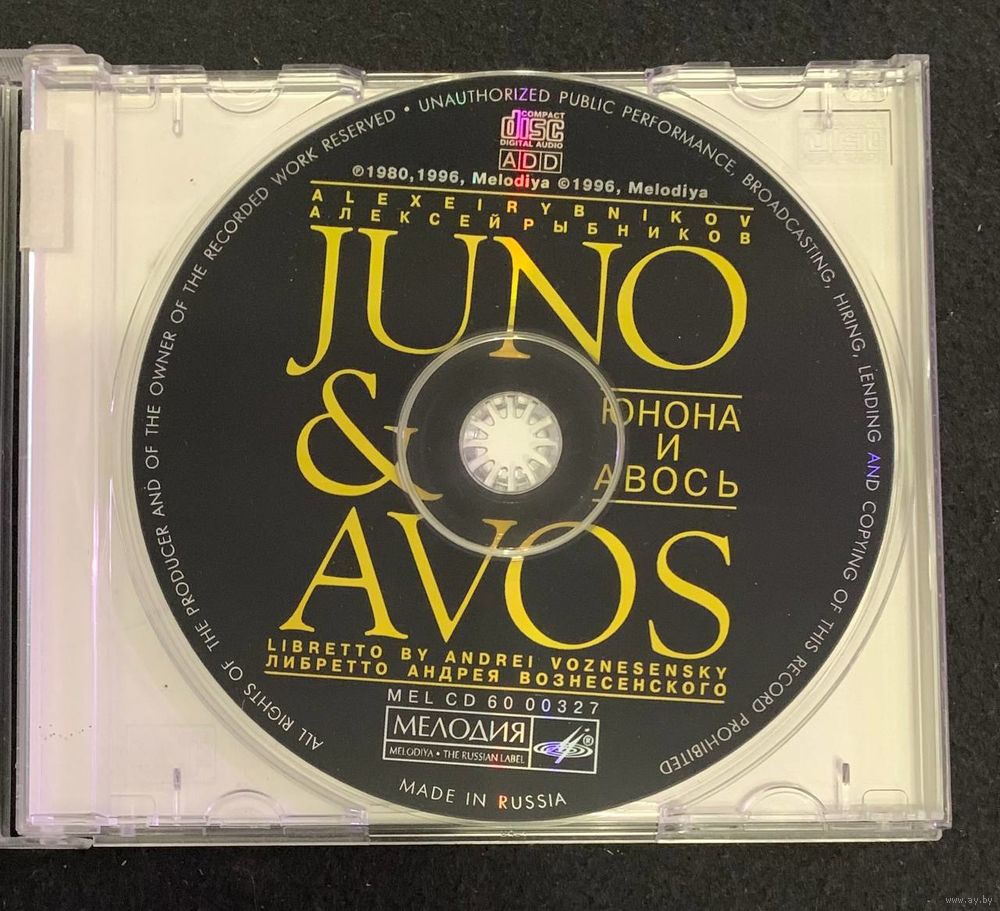 ALL RIGHTS OF THE PRODUCER AND OF THE OWNER OF THE RECORDED WORK RESERVED • UNAUTHORIZED PUBLIC PERFORMANCE, BROADCASTING, HIRING, LENDING AND COPYING OF THIS RECORD PROHIBITED
COMPACT
disc
DIGITAL AUDIO
ADD
℗1980,1996, Melodiya ©1996, Melodiya
ALEXEI RYBNIKOV
АЛЕКСЕЙ РЫБНИКОВ
JUNO
&
ЮНОНА
И
АВОСЬ
AVOS
LIBRETTO BY ANDREI VOZNESENSKY
ЛИБРЕТТО АНДРЕЯ ВОЗНЕСЕНСКОГО
MEL CD 60 00327
МЕЛОДИЯ
®
MELODIYA • THE RUSSIAN LABEL
MADE IN RUSSIA
www.ay.by